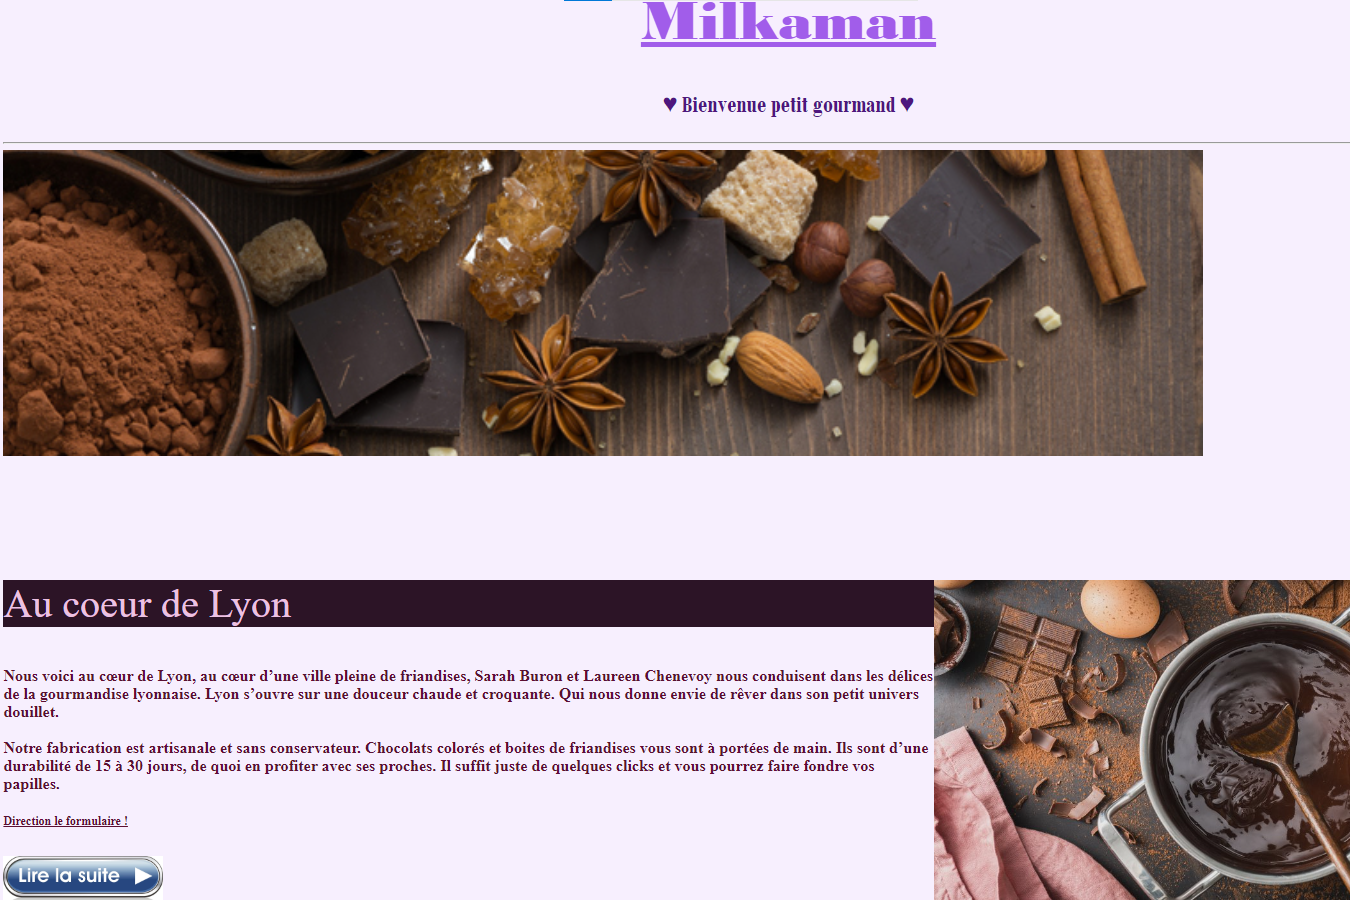 Milkaman
♥ Bienvenue petit gourmand ♥
Au coeur de Lyon
Nous voici au cœur de Lyon, au cœur d’une ville pleine de friandises, Sarah Buron et Laureen Chenevoy nous conduisent dans les délices
de la gourmandise lyonnaise. Lyon s’ouvre sur une douceur chaude et croquante. Qui nous donne envie de rêver dans son petit univers
douillet.
Notre fabrication est artisanale et sans conservateur. Chocolats colorés et boites de friandises vous sont à portées de main. Ils sont d’une
durabilité de 15 à 30 jours, de quoi en profiter avec ses proches. Il suffit juste de quelques clicks et vous pourrez faire fondre vos
papilles.
Direction le formulaire !
Lire la suite